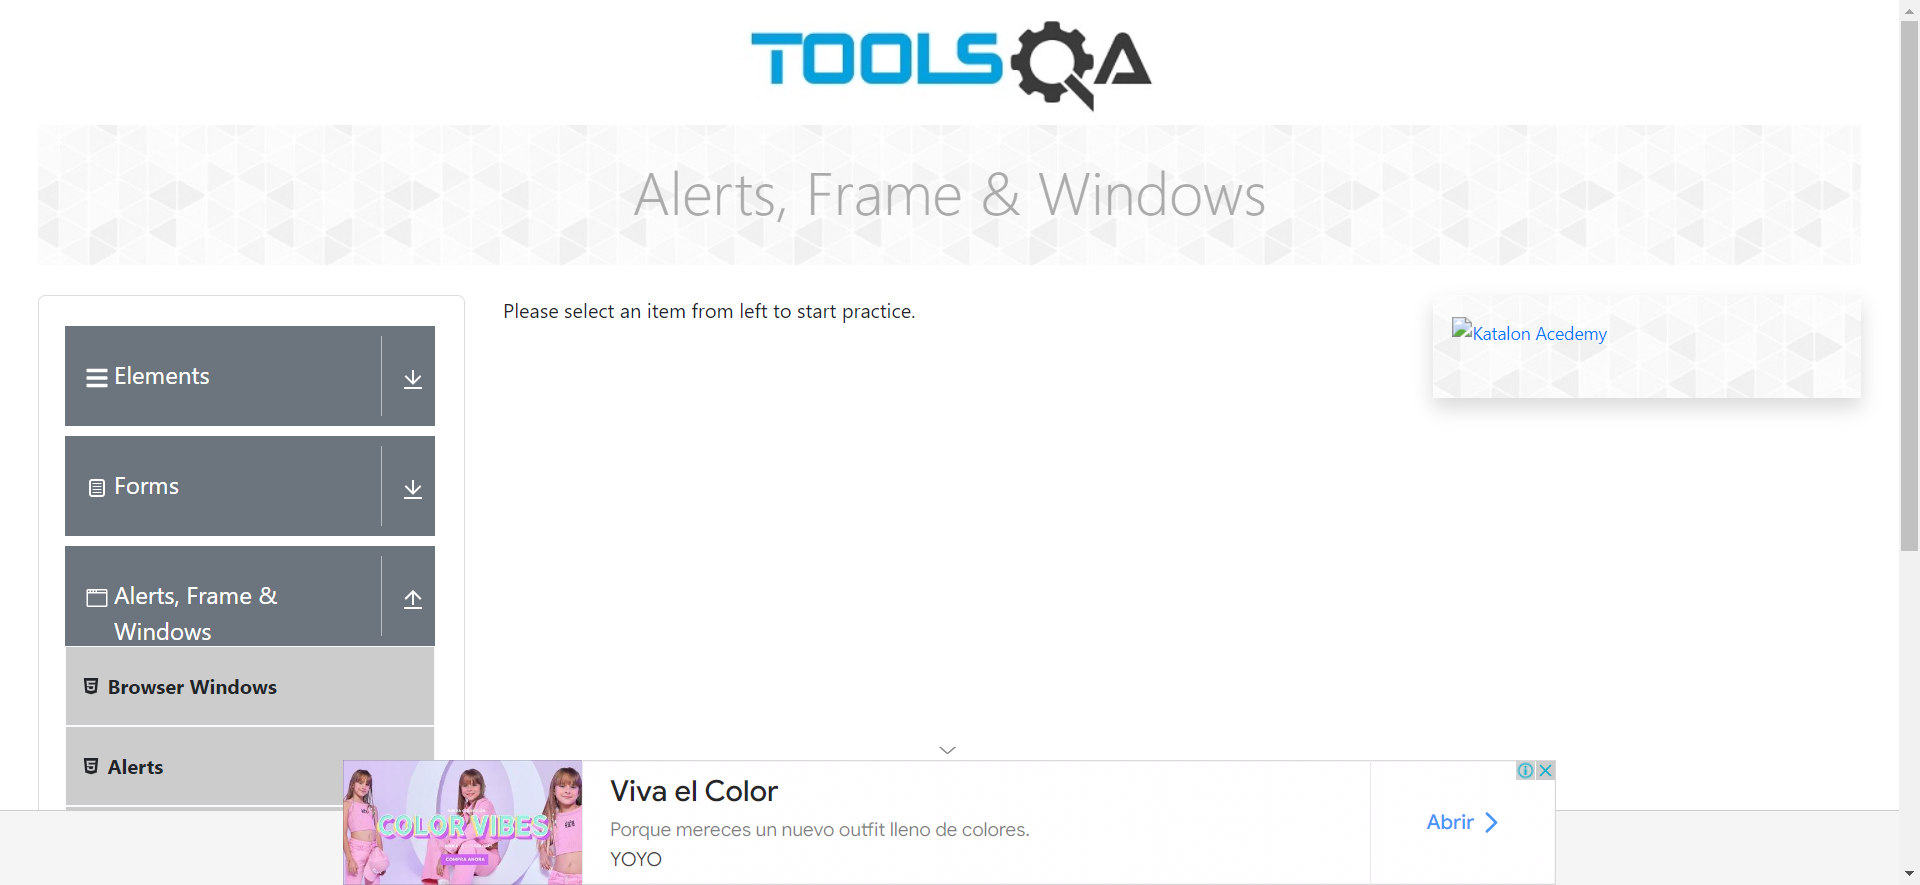 TOOLSQA
Alerts, Frame & Windows
Elements
Forms
Alerts, Frame &
Windows
Browser Windows
Alerts
Please select an item from left to start practice.
Katalon Acedemy
COLOR VIBES
COMPRA AHORA
Viva el Color
Porque mereces un nuevo outfit lleno de colores.
YOYO
Abrir